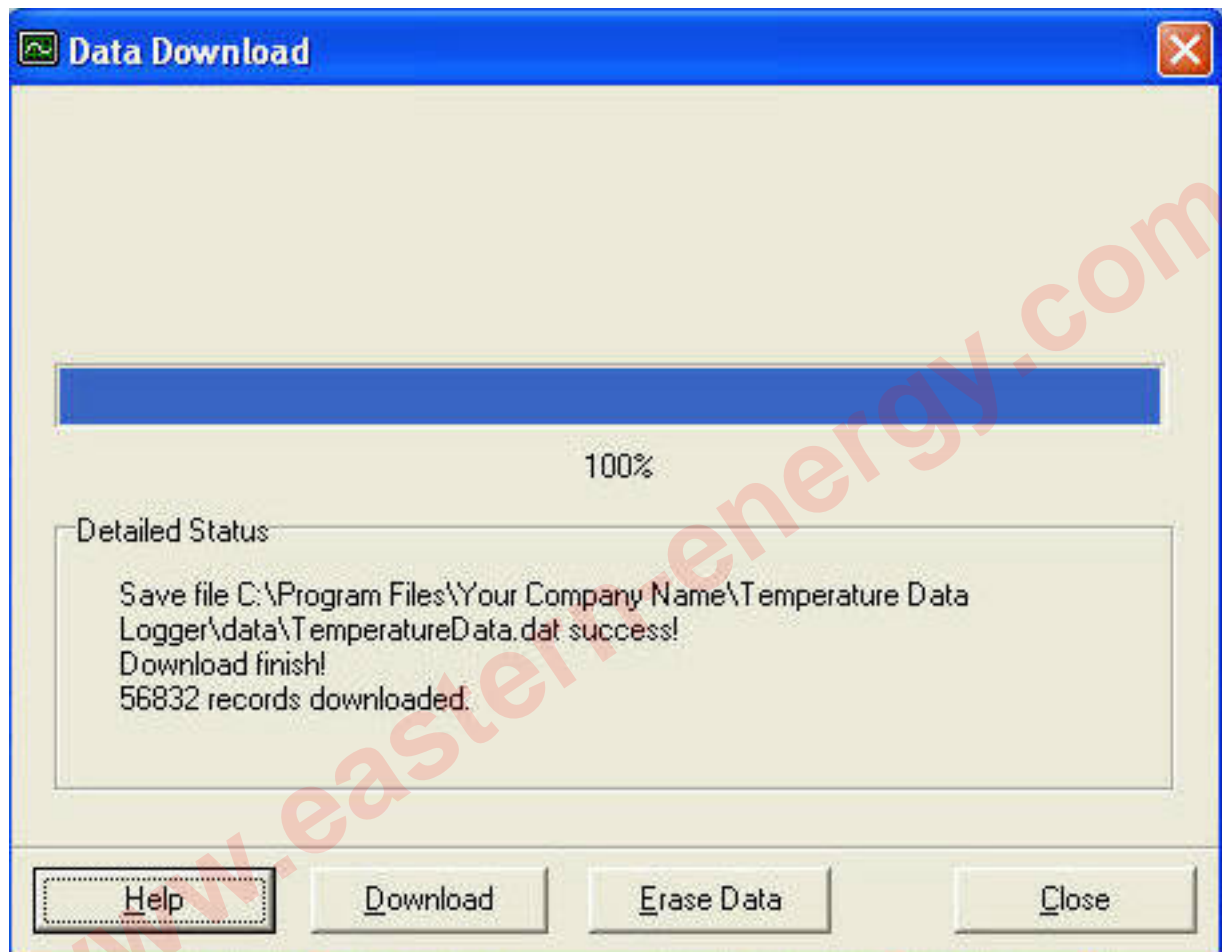 Data Download
100%
Detailed Status
Save file C:\Program Files\Your Company Name\Temperature Data
Logger\data\TemperatureData.dat success!
Download finish!
56832 records downloaded.
Help
Download
Erase Data
Close
www.eastern-energy.com